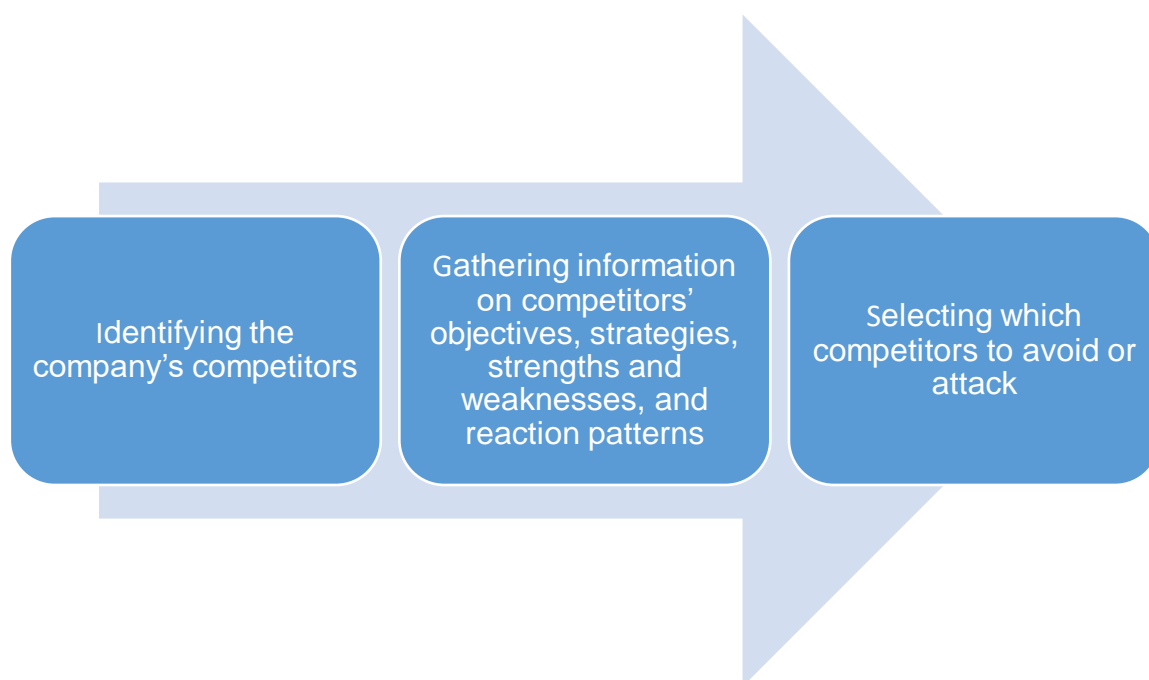 Identifying the
company’s competitors
Gathering information
on competitors’
objectives, strategies,
strengths and
weaknesses, and
reaction patterns
Selecting which
competitors to avoid or
attack